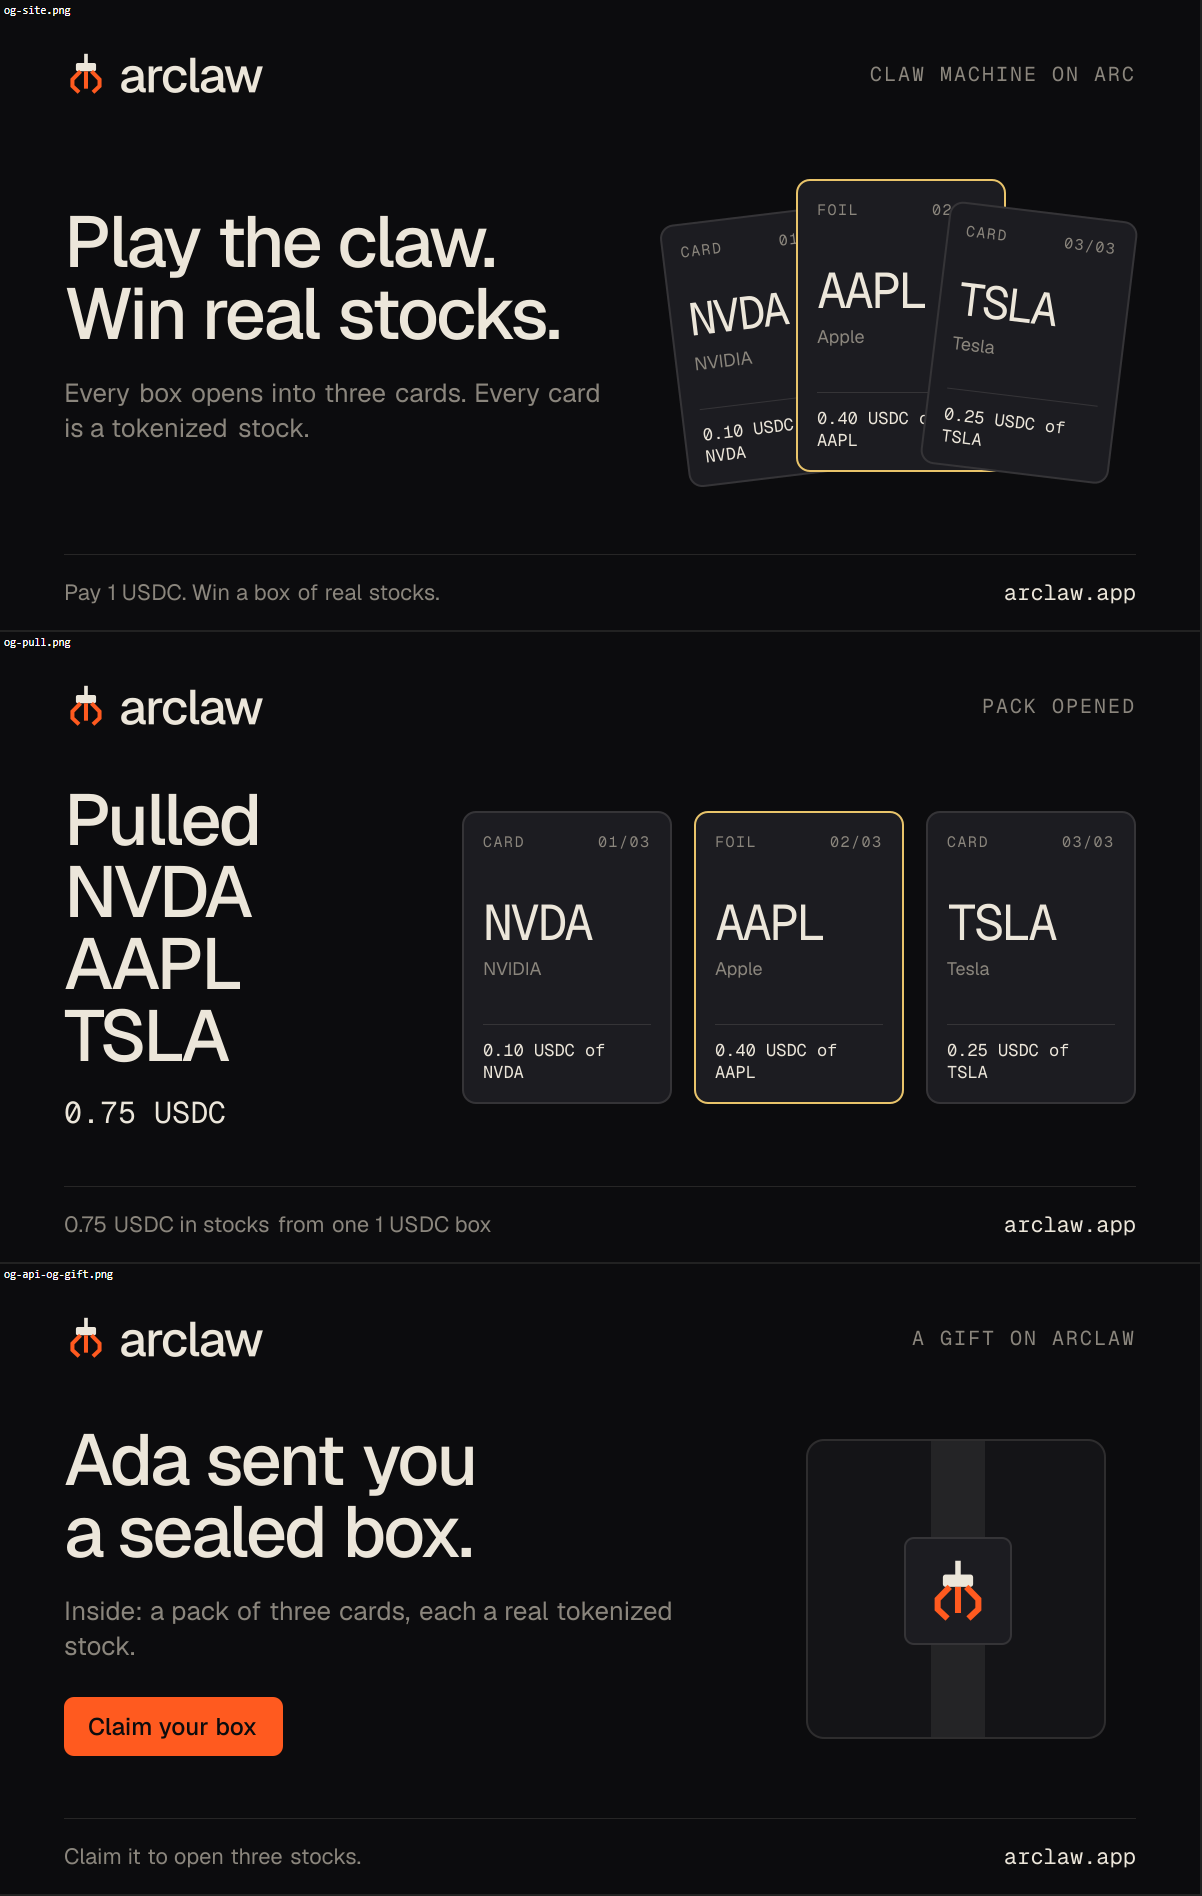 og-site.png
arclaw
CLAW MACHINE ON ARC
Play the claw.
Win real stocks.
Every box opens into three cards. Every card
is a tokenized stock.
CARD 01
NVDA
NVIDIA
0.10 USDC
NVDA
FOIL 02
AAPL
Apple
0.40 USDC
AAPL
CARD 03/03
TSLA
Tesla
0.25 USDC of
TSLA
Pay 1 USDC. Win a box of real stocks.
arclaw.app
og-pull.png
arclaw
PACK OPENED
Pulled
NVDA
AAPL
TSLA
0.75 USDC
CARD 01/03
NVDA
NVIDIA
0.10 USDC of
NVDA
FOIL 02/03
AAPL
Apple
0.40 USDC of
AAPL
CARD 03/03
TSLA
Tesla
0.25 USDC of
TSLA
0.75 USDC in stocks from one 1 USDC box
arclaw.app
og-api-og-gift.png
arclaw
A GIFT ON ARCLAW
Ada sent you
a sealed box.
Inside: a pack of three cards, each a real tokenized
stock.
Claim your box
Claim it to open three stocks.
arclaw.app